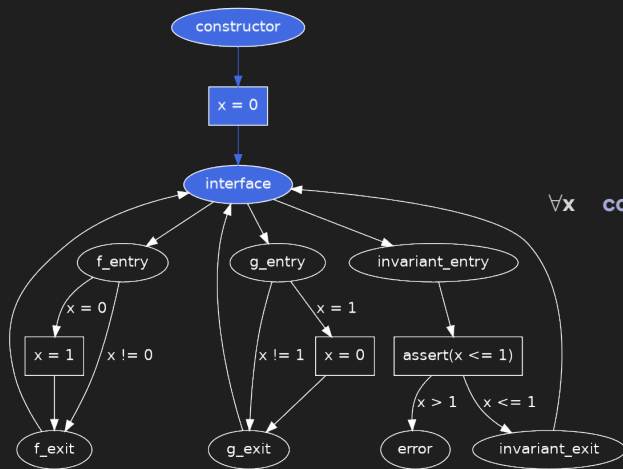 constructor
x = 0
interface
∀x
f_entry
g_entry
invariant_entry
x = 0
x = 1
x = 1
x != 0
x != 1
x = 0
assert(x <= 1)
x > 1
x <= 1
f_exit
g_exit
error
invariant_exit